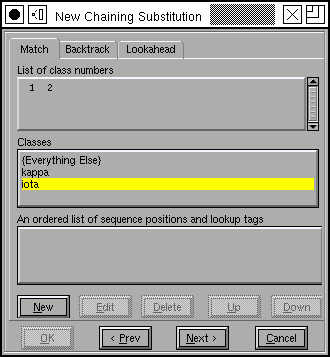 New Chaining Substitution
Match Backtrack Lookahead
List of class numbers
1 2
Classes
{Everything Else}
kappa
iota
An ordered list of sequence positions and lookup tags
New Edit Delete Up Down
OK < Prev Next > Cancel